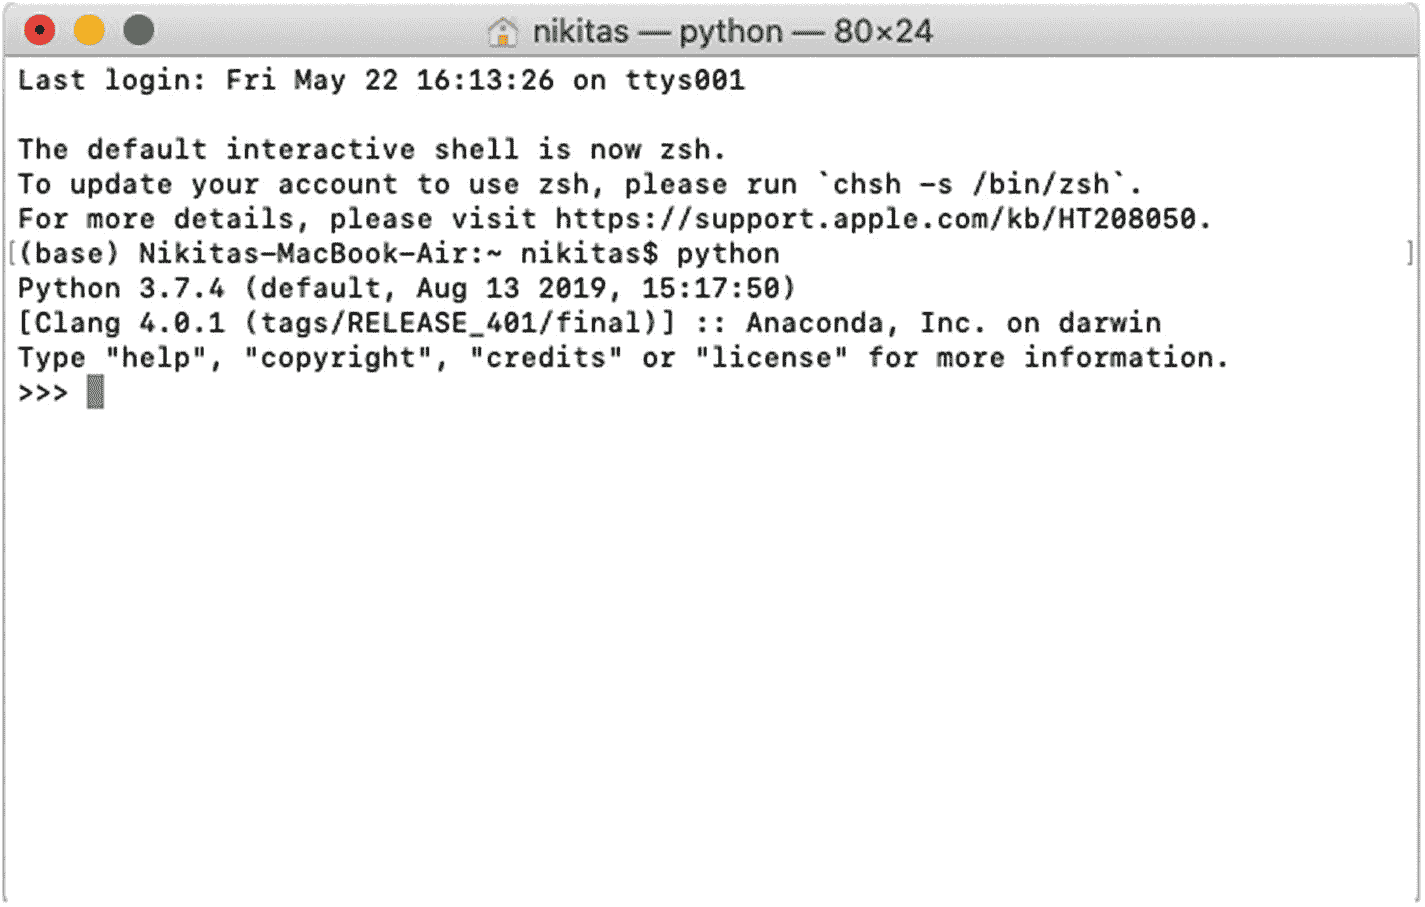 nikitas — python — 80×24
Last login: Fri May 22 16:13:26 on ttys001
The default interactive shell is now zsh.
To update your account to use zsh, please run `chsh -s /bin/zsh`.
For more details, please visit https://support.apple.com/kb/HT208050.
[(base) Nikitas-MacBook-Air:~ nikitas$ python ]
Python 3.7.4 (default, Aug 13 2019, 15:17:50)
[Clang 4.0.1 (tags/RELEASE_401/final)] :: Anaconda, Inc. on darwin
Type "help", "copyright", "credits" or "license" for more information.
>>>